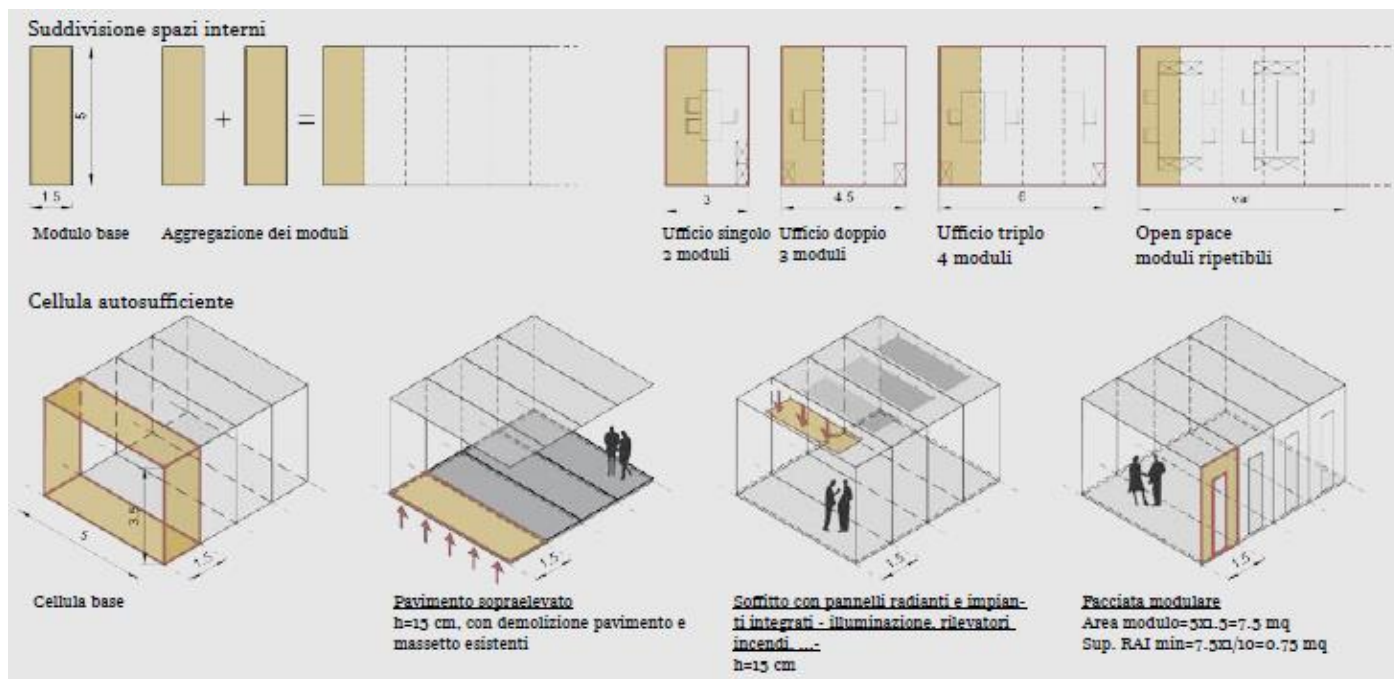 Suddivisione spazi interni
5
+
=
1.5
3
4.5
6
var
Modulo base
Aggregazione dei moduli
Ufficio singolo
2 moduli
Ufficio doppio
3 moduli
Ufficio triplo
4 moduli
Open space
moduli ripetibili
Cellula autosufficiente
3.5
5
1.5
1.5
1.5
1.5
Cellula base
Pavimento sopraelevato
h=15 cm, con demolizione pavimento e
massetto esistenti
Soffitto con pannelli radianti e impian-
ti integrati - illuminazione, rilevatori
incendi, ...-
h=15 cm
Facciata modulare
Area modulo=5x1.5=7.5 mq
Sup. RAI min=7.5x1/10=0.75 mq